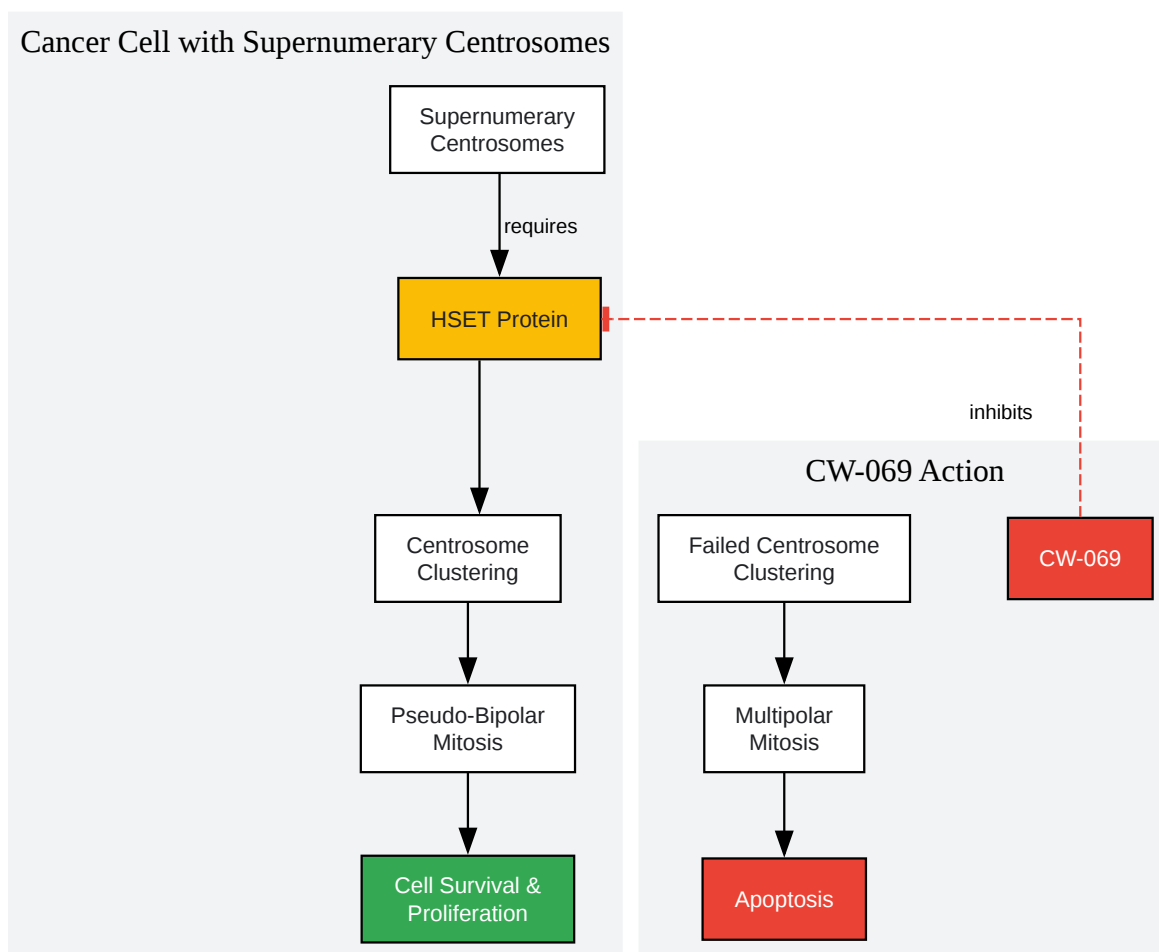 Cancer Cell with Supernumerary Centrosomes
Supernumerary
Centrosomes
requires
HSET Protein
inhibits
CW-069 Action
Centrosome
Clustering
Failed Centrosome
Clustering
CW-069
Pseudo-Bipolar
Mitosis
Multipolar
Mitosis
Cell Survival &
Proliferation
Apoptosis